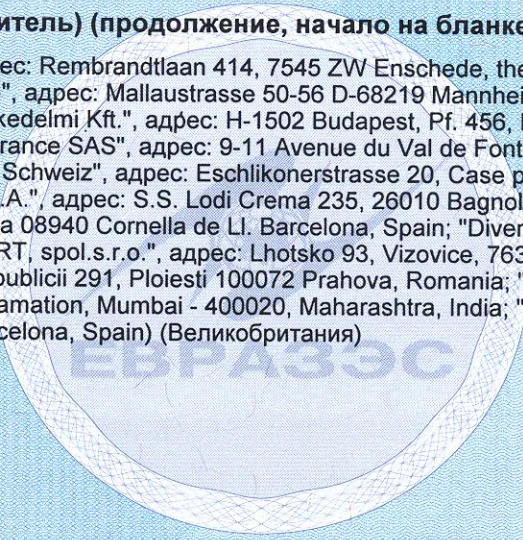 итель) (продолжение, начало на бланке
ес: Rembrandtlaan 414, 7545 ZW Enschede, the
", адрес: Mallaustrasse 50-56 D-68219 Mannhei
kedelmi Kft.", адрес: H-1502 Budapest, Pf. 456,
rance SAS", адрес: 9-11 Avenue du Val de Font
Schweiz", адрес: Eschlikonerstrasse 20, Case p
.A.", адрес: S.S. Lodi Crema 235, 26010 Bagnol
a 08940 Cornella de Ll. Barcelona, Spain; "Diver
RT, spol.s.r.o.", адрес: Lhotsko 93, Vizovice, 763
publicii 291, Ploiesti 100072 Prahova, Romania; "
amation, Mumbai - 400020, Maharashtra, India; "
celona, Spain) (Великобритания)
ЕВРАЗЭС